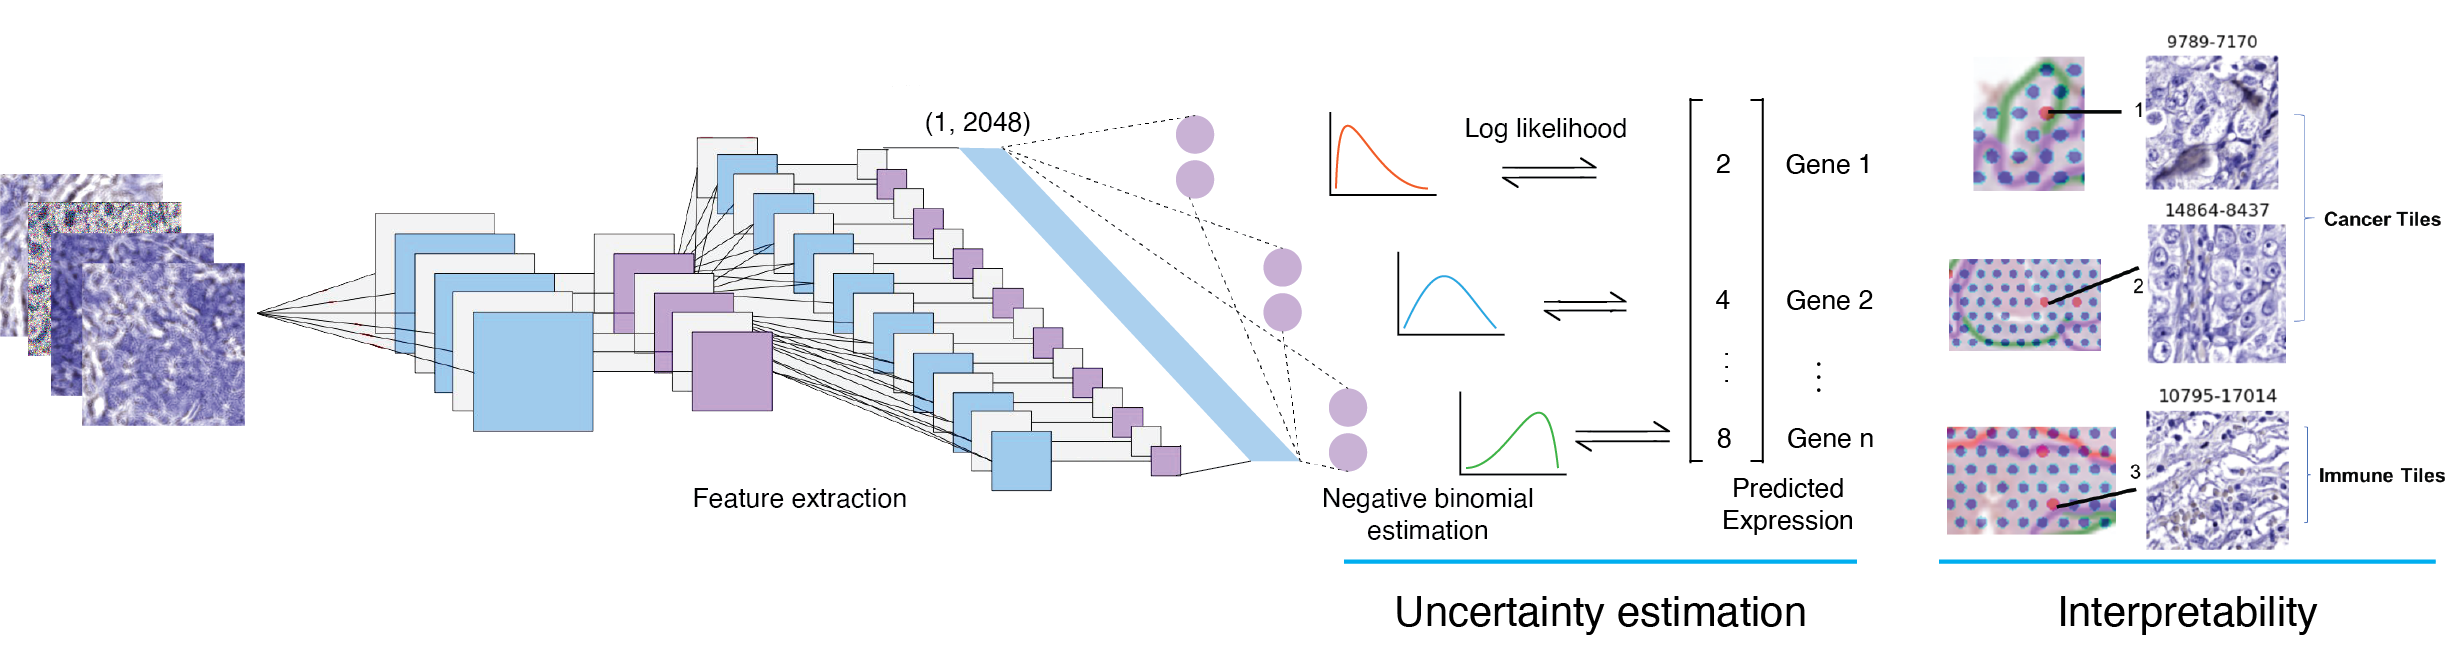 (1, 2048)
Feature extraction
Log likelihood
2 Gene 1
4 Gene 2
8 Gene n
Negative binomial
estimation
Predicted
Expression
Uncertainty estimation
9789-7170
1
14864-8437
2
Cancer Tiles
10795-17014
3
Immune Tiles
Interpretability